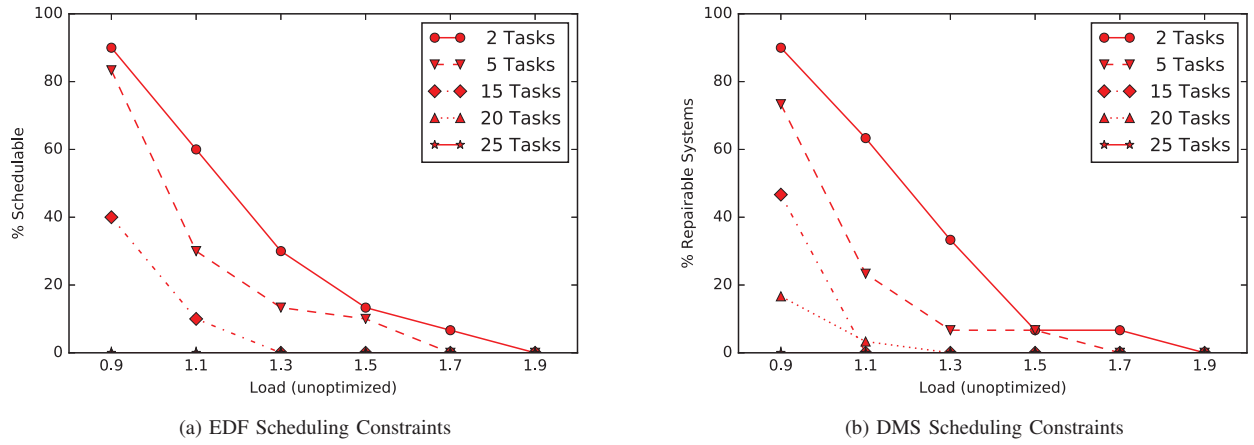 100
80
60
40
20
0
% Schedulable
2 Tasks
5 Tasks
15 Tasks
20 Tasks
25 Tasks
0.9 1.1 1.3 1.5 1.7 1.9
Load (unoptimized)
(a) EDF Scheduling Constraints
100
80
60
40
20
0
% Repairable Systems
2 Tasks
5 Tasks
15 Tasks
20 Tasks
25 Tasks
0.9 1.1 1.3 1.5 1.7 1.9
Load (unoptimized)
(b) DMS Scheduling Constraints